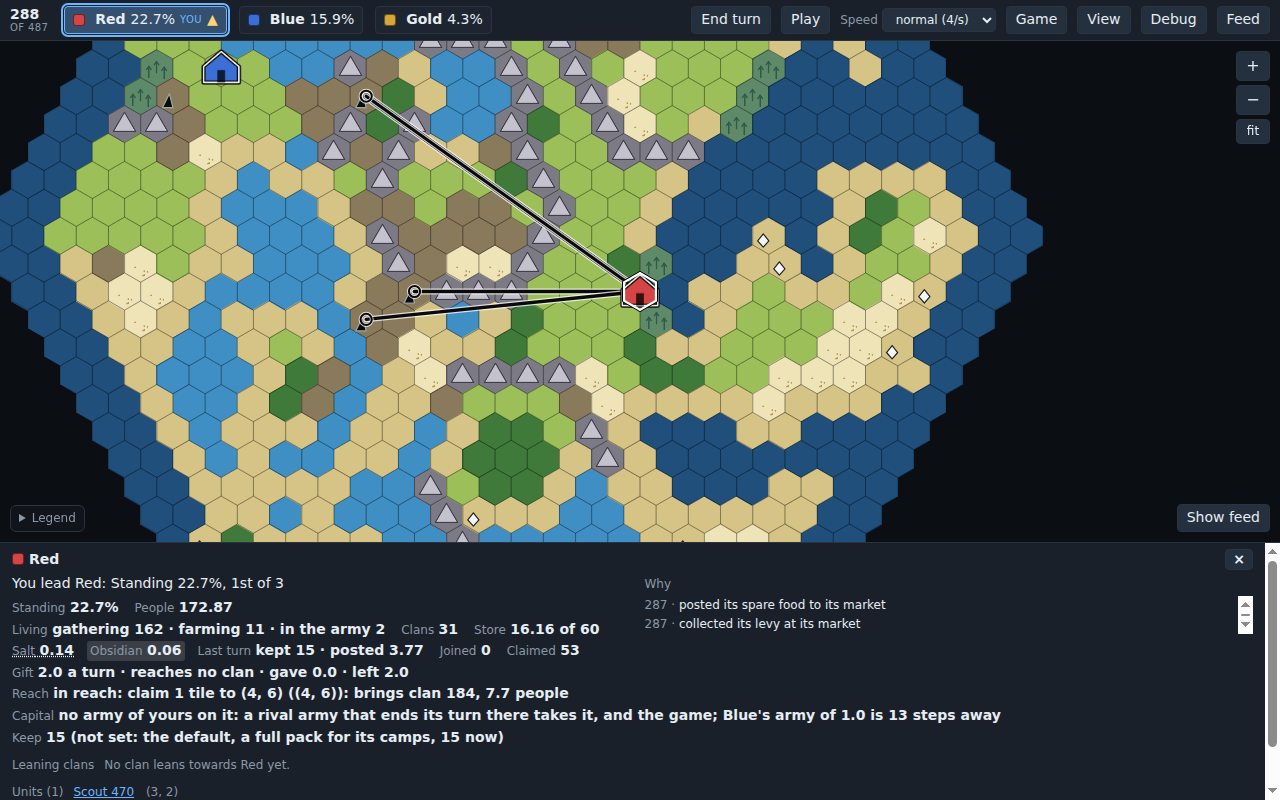 288
OF 487
Red 22.7% YOU ▲
Blue 15.9%
Gold 4.3%
End turn
Play
Speed
normal (4/s)
Game
View
Debug
Feed
+
−
fit
Legend
Show feed
Red
×
You lead Red: Standing 22.7%, 1st of 3
Standing 22.7% People 172.87
Living gathering 162 · farming 11 · in the army 2 Clans 31 Store 16.16 of 60
Salt 0.14 Obsidian 0.06 Last turn kept 15 · posted 3.77 Joined 0 Claimed 53
Gift 2.0 a turn · reaches no clan · gave 0.0 · left 2.0
Reach in reach: claim 1 tile to (4, 6) ((4, 6)): brings clan 184, 7.7 people
Capital no army of yours on it: a rival army that ends its turn there takes it, and the game; Blue's army of 1.0 is 13 steps away
Keep 15 (not set: the default, a full pack for its camps, 15 now)
Leaning clans No clan leans towards Red yet.
Units (1) Scout 470 (3, 2)
Why
287 · posted its spare food to its market
287 · collected its levy at its market